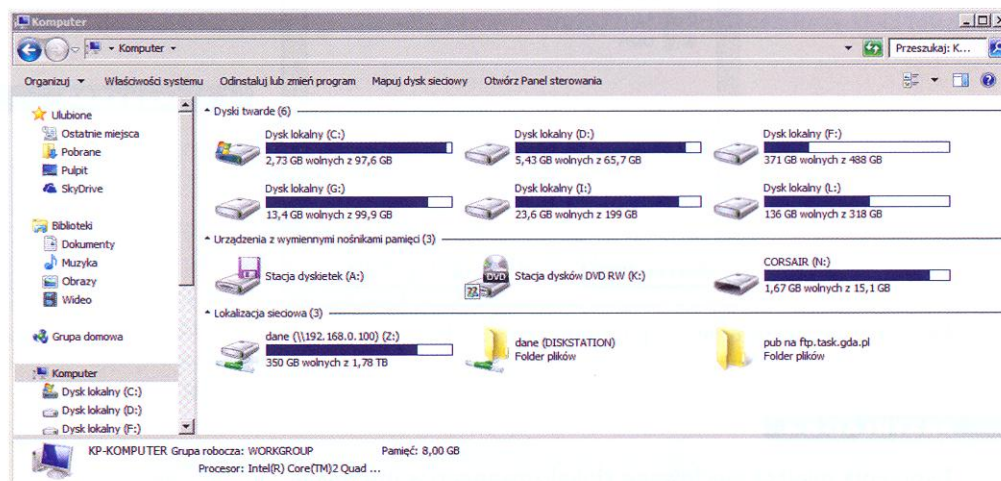 Komputer
Komputer
Przeszukaj: K...
Organizuj Właściwości systemu Odinstaluj lub zmień program Mapuj dysk sieciowy Otwórz Panel sterowania
Ulubione
Ostatnie miejsca
Pobrane
Pulpit
SkyDrive
Biblioteki
Dokumenty
Muzyka
Obrazy
Wideo
Grupa domowa
Komputer
Dysk lokalny (C:)
Dysk lokalny (D:)
Dysk lokalny (F:)
Dyski twarde (6)
Dysk lokalny (C:)
2,73 GB wolnych z 97,6 GB
Dysk lokalny (D:)
5,43 GB wolnych z 65,7 GB
Dysk lokalny (F:)
371 GB wolnych z 488 GB
Dysk lokalny (G:)
13,4 GB wolnych z 99,9 GB
Dysk lokalny (I:)
23,6 GB wolnych z 199 GB
Dysk lokalny (L:)
136 GB wolnych z 318 GB
Urządzenia z wymiennymi nośnikami pamięci (3)
Stacja dyskietek (A:)
DVD
Stacja dysków DVD RW (K:)
CORSAIR (N:)
1,67 GB wolnych z 15,1 GB
Lokalizacja sieciowa (3)
dane (\\192.168.0.100) (Z:)
350 GB wolnych z 1,78 TB
dane (DISKSTATION)
Folder plików
pub na ftp.task.gda.pl
Folder plików
KP-KOMPUTER Grupa robocza: WORKGROUP Pamięć: 8,00 GB
Procesor: Intel(R) Core(TM)2 Quad ...